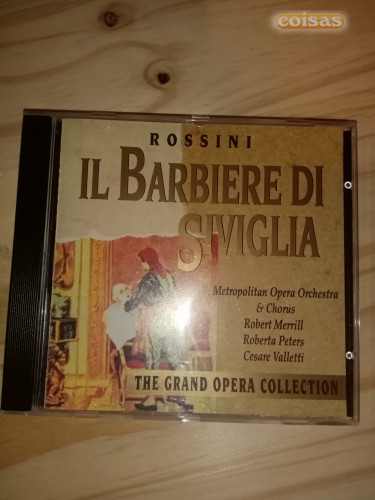 coisas
ROSSINI
IL BARBIERE DI
SIVIGLIA
Metropolitan Opera Orchestra
& Chorus
Robert Merrill
Roberta Peters
Cesare Valletti
THE GRAND OPERA COLLECTION